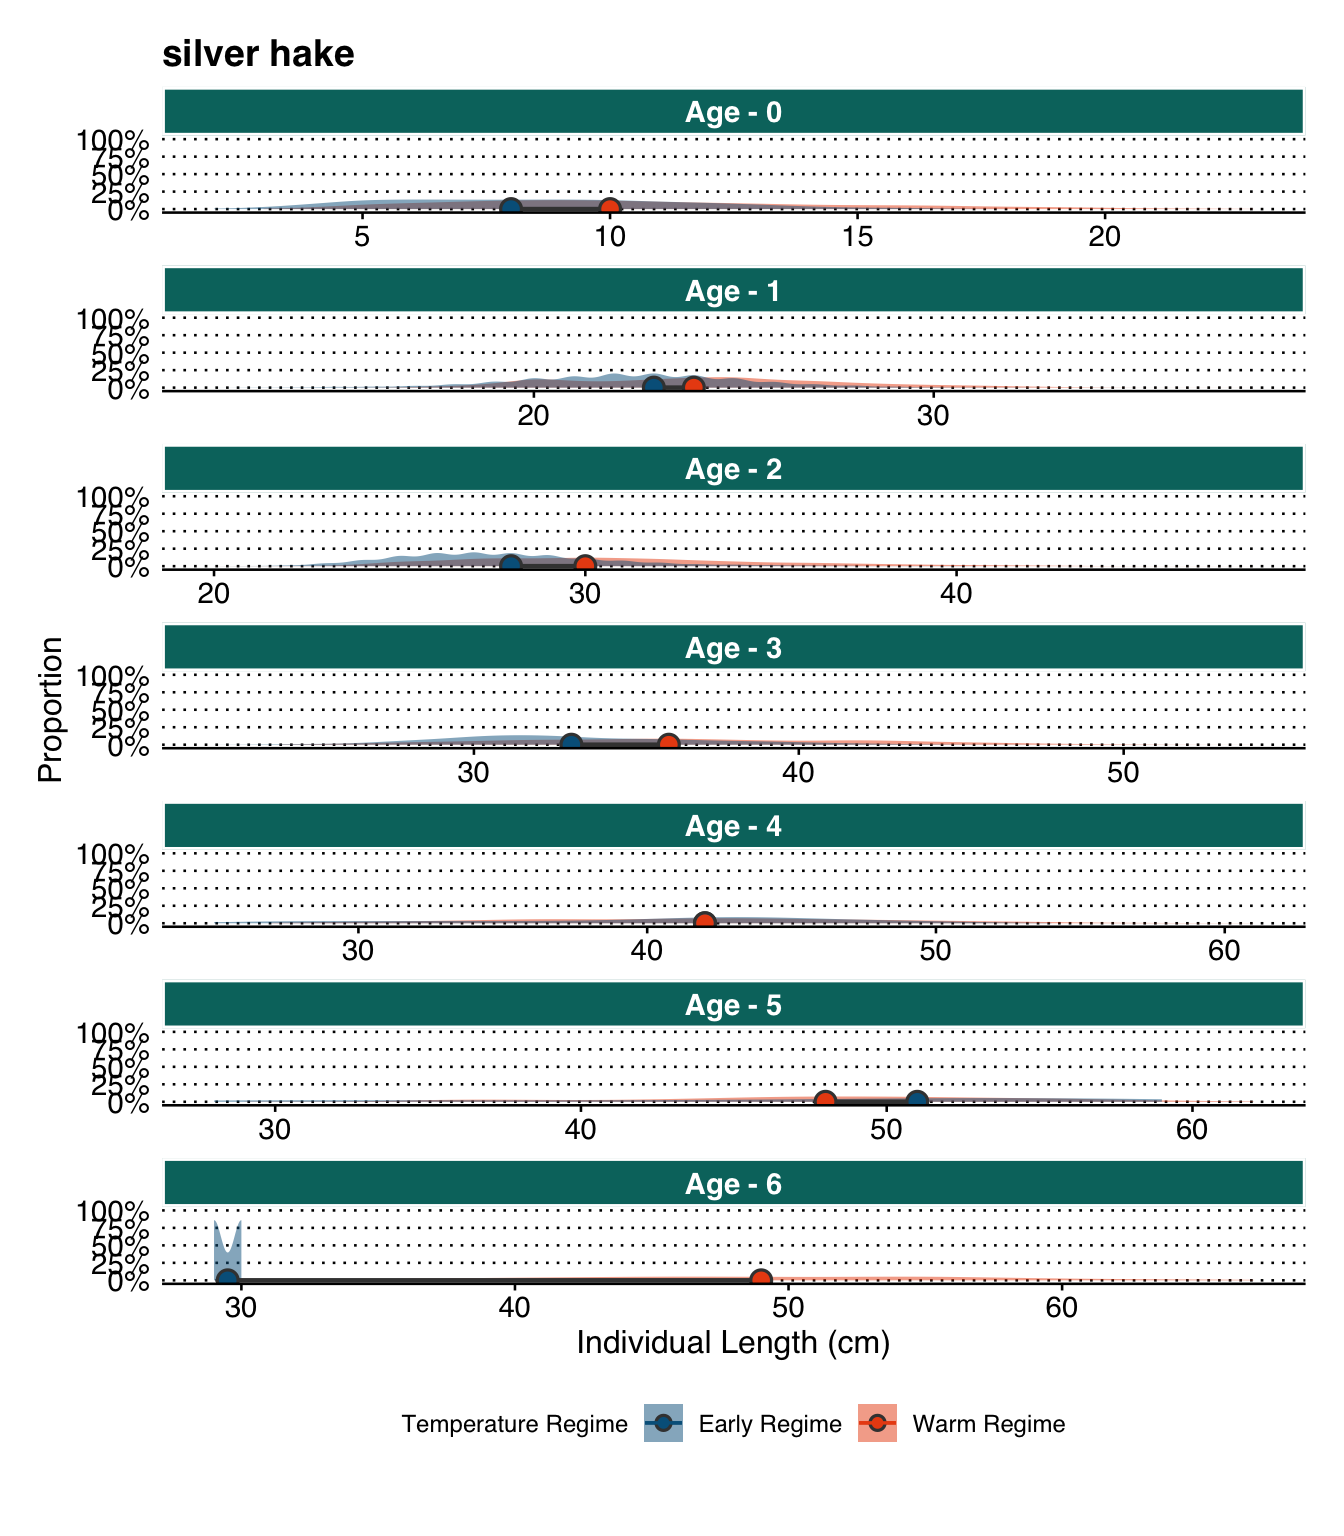 silver hake
Age - 0
100%
75%
50%
25%
0%
5 10 15 20
Age - 1
100%
75%
50%
25%
0%
20 30
Age - 2
100%
75%
50%
25%
0%
20 30 40
Age - 3
100%
75%
50%
25%
0%
30 40 50
Age - 4
100%
75%
50%
25%
0%
30 40 50 60
Age - 5
100%
75%
50%
25%
0%
30 40 50 60
Age - 6
100%
75%
50%
25%
0%
30 40 50 60
Proportion
Individual Length (cm)
Temperature Regime Early Regime Warm Regime